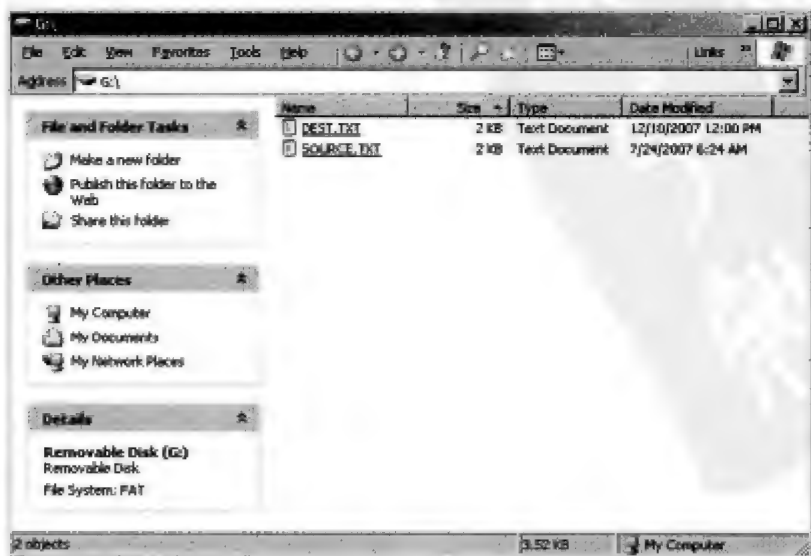 G:\
File Edit View Favorites Tools Help Links »
Address G:\
File and Folder Tasks
Make a new folder
Publish this folder to the
Web
Share this folder
Other Places
My Computer
My Documents
My Network Places
Details
Removable Disk (G:)
Removable Disk
File System: FAT
Name Size Type Date Modified
DEST.TXT 2 KB Text Document 12/10/2007 12:00 PM
SOURCE.TXT 2 KB Text Document 7/24/2007 6:24 AM
2 objects 3.52 KB My Computer